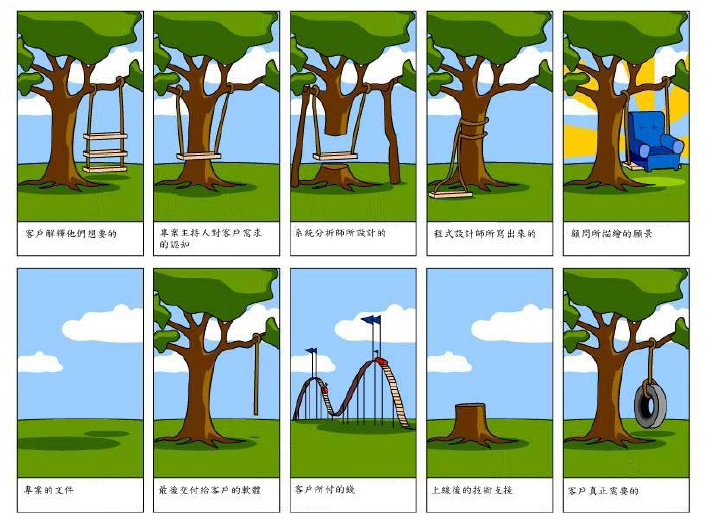 客戶解釋他們想要的
專案主持人對客戶需求
的認知
系統分析師所設計的
程式設計師所寫出來的
顧問所描繪的願景
專案的文件
最後交付給客戶的軟體
客戶所付的錢
上線後的技術支援
客戶真正需要的